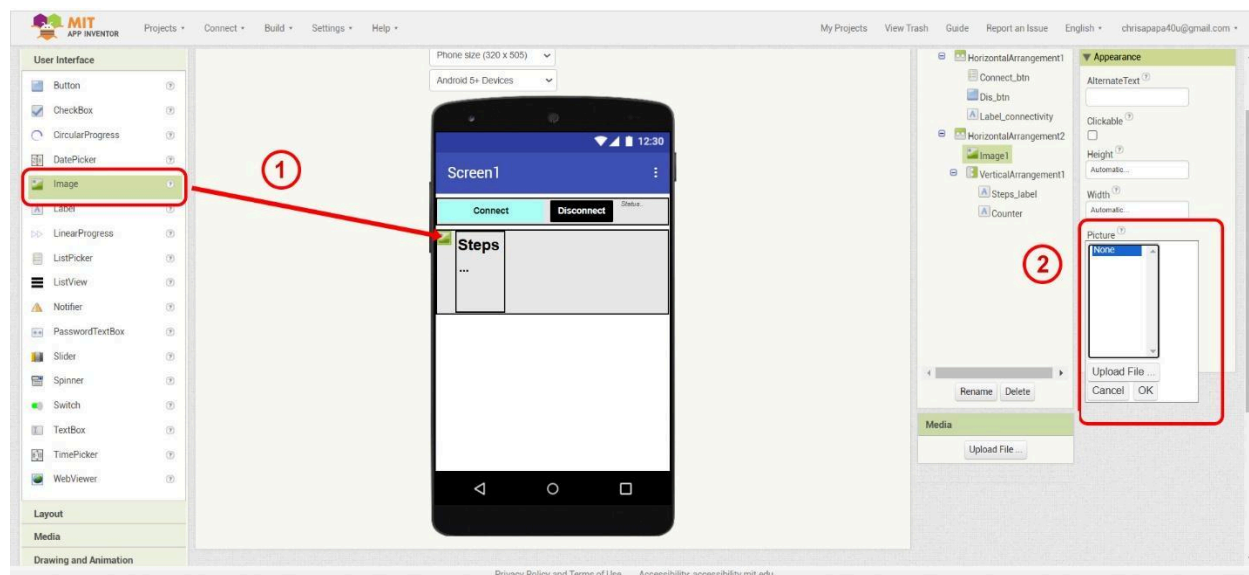 MIT
APP INVENTOR
Projects
Connect
Build
Settings
Help
My Projects
View Trash
Guide
Report an Issue
English
chrisapapa40u@gmail.com
User Interface
Button
CheckBox
CircularProgress
DatePicker
Image
Label
LinearProgress
ListPicker
ListView
Notifier
PasswordTextBox
Slider
Spinner
Switch
TextBox
TimePicker
WebViewer
Layout
Media
Drawing and Animation
1
Phone size (320 x 505)
Android 5+ Devices
12:30
Screen1
Connect
Disconnect
Status..
Steps
...
HorizontalArrangement1
Connect_btn
Dis_btn
Label_connectivity
HorizontalArrangement2
Image1
VerticalArrangement1
Steps_label
Counter
Rename
Delete
Media
Upload File ...
Appearance
AlternateText
Clickable
Height
Automatic...
Width
Automatic...
2
Picture
None
Upload File ...
Cancel
OK
Privacy Policy and Terms of Use
Accessibility: accessibility.mit.edu